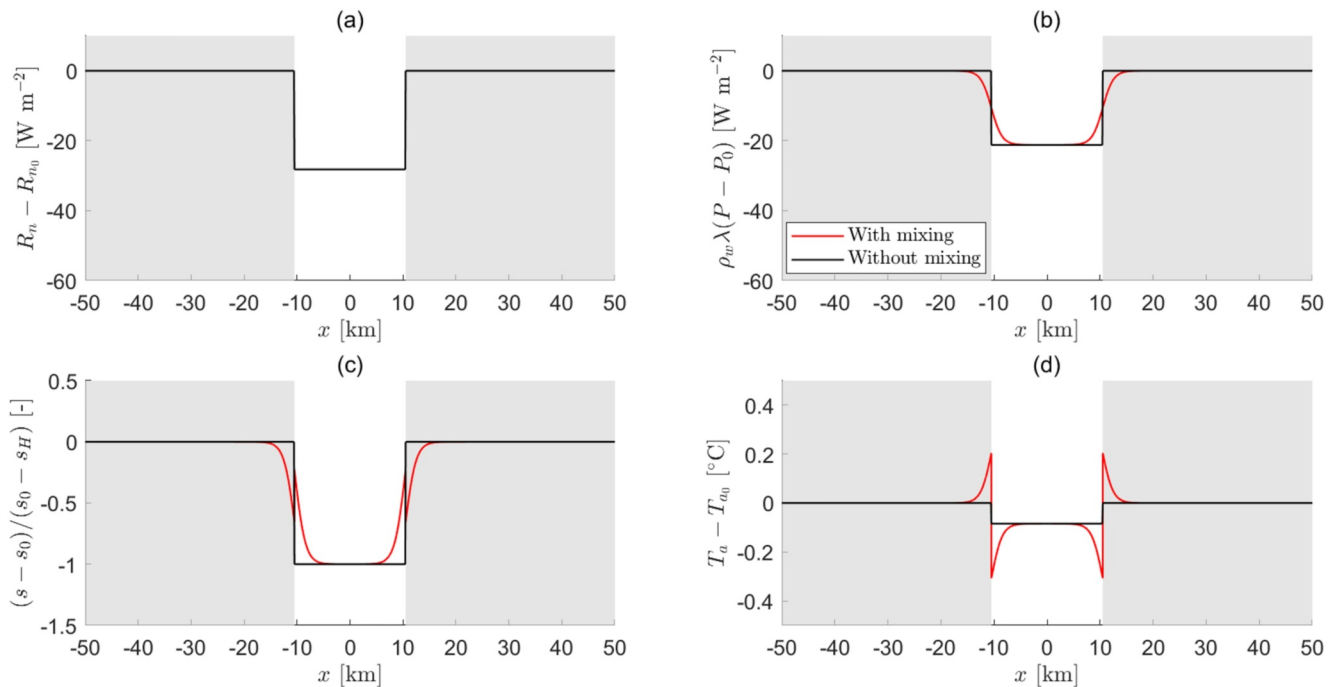 (a)
0
-20
-40
-60
R_n − R_{n_0} [W m^{−2}]
-50 -40 -30 -20 -10 0 10 20 30 40 50
x [km]
(b)
0
-20
-40
-60
ρ_w λ(P − P_0) [W m^{−2}]
With mixing
Without mixing
-50 -40 -30 -20 -10 0 10 20 30 40 50
x [km]
(c)
0.5
0
-0.5
-1
-1.5
(s − s_0)/(s_0 − s_H) [-]
-50 -40 -30 -20 -10 0 10 20 30 40 50
x [km]
(d)
0.4
0.2
0
-0.2
-0.4
T_a − T_{a_0} [°C]
-50 -40 -30 -20 -10 0 10 20 30 40 50
x [km]